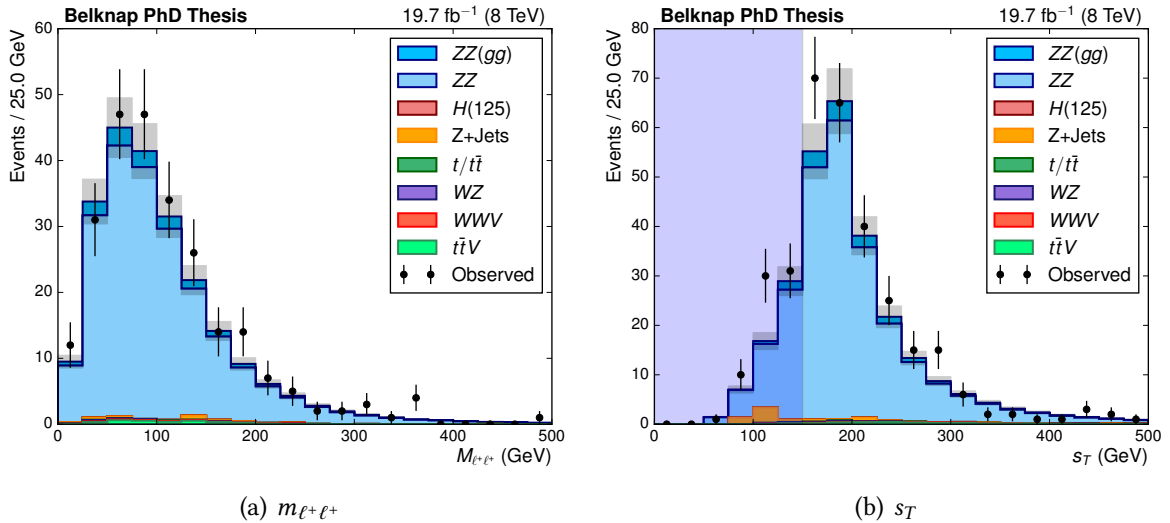 Belknap PhD Thesis 19.7 fb⁻¹ (8 TeV)
Events / 25.0 GeV
60
50
40
30
20
10
0
ZZ(gg)
ZZ
H(125)
Z+Jets
t/tt̄
WZ
WWV
tt̄V
Observed
0 100 200 300 400 500
M_{ℓ⁺ℓ⁺} (GeV)
(a) m_{ℓ⁺ℓ⁺}
Belknap PhD Thesis 19.7 fb⁻¹ (8 TeV)
Events / 25.0 GeV
80
70
60
50
40
30
20
10
0
ZZ(gg)
ZZ
H(125)
Z+Jets
t/tt̄
WZ
WWV
tt̄V
Observed
0 100 200 300 400 500
s_T (GeV)
(b) s_T